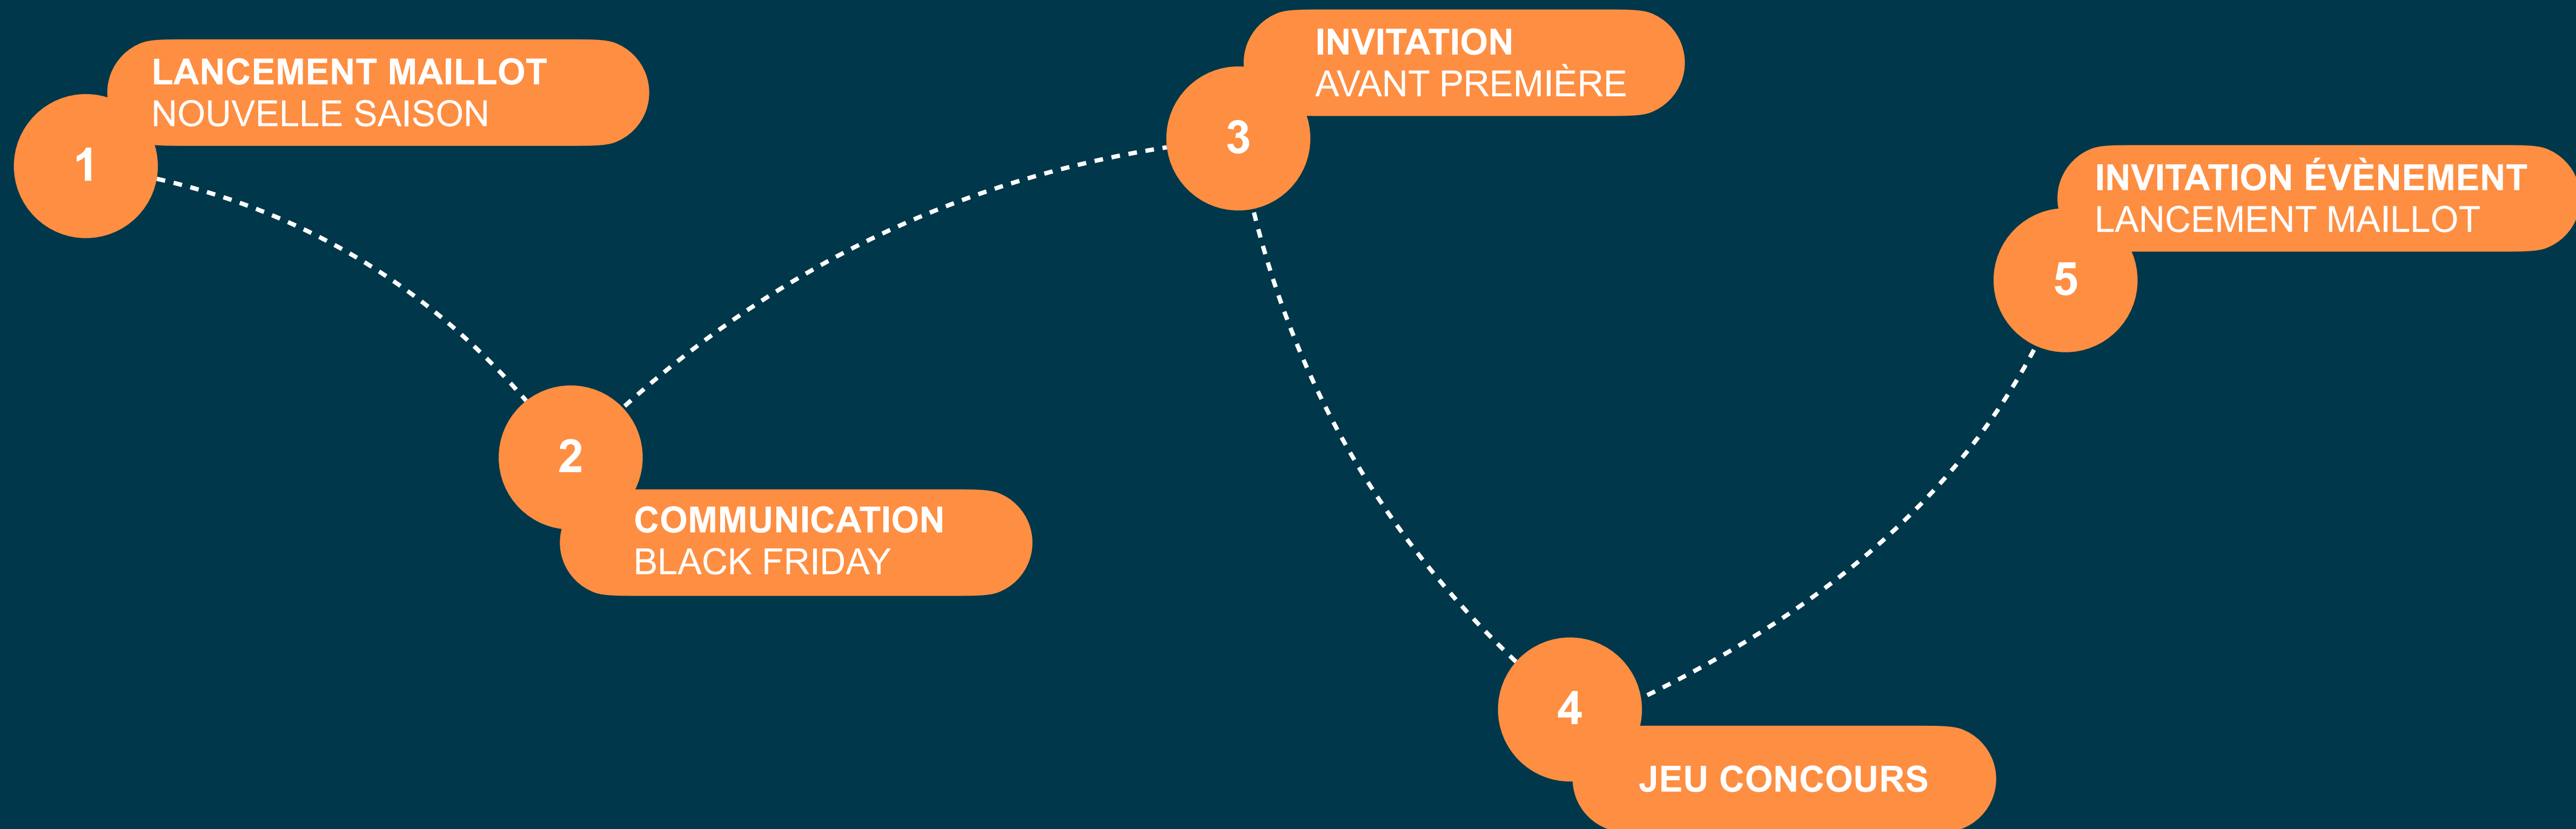 1
LANCEMENT MAILLOT
NOUVELLE SAISON
2
COMMUNICATION
BLACK FRIDAY
3
INVITATION
AVANT PREMIÈRE
4
JEU CONCOURS
5
INVITATION ÉVÈNEMENT
LANCEMENT MAILLOT